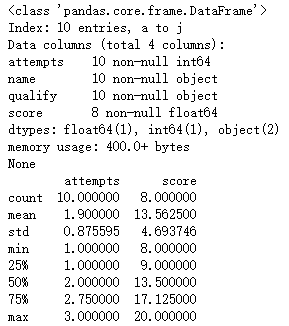 <class 'pandas.core.frame.DataFrame'>
Index: 10 entries, a to j
Data columns (total 4 columns):
attempts    10 non-null int64
name        10 non-null object
qualify     10 non-null object
score       8 non-null float64
dtypes: float64(1), int64(1), object(2)
memory usage: 400.0+ bytes
None
        attempts      score
count  10.000000   8.000000
mean    1.900000  13.562500
std     0.875595   4.693746
min     1.000000   8.000000
25%     1.000000   9.000000
50%     2.000000  13.500000
75%     2.750000  17.125000
max     3.000000  20.000000